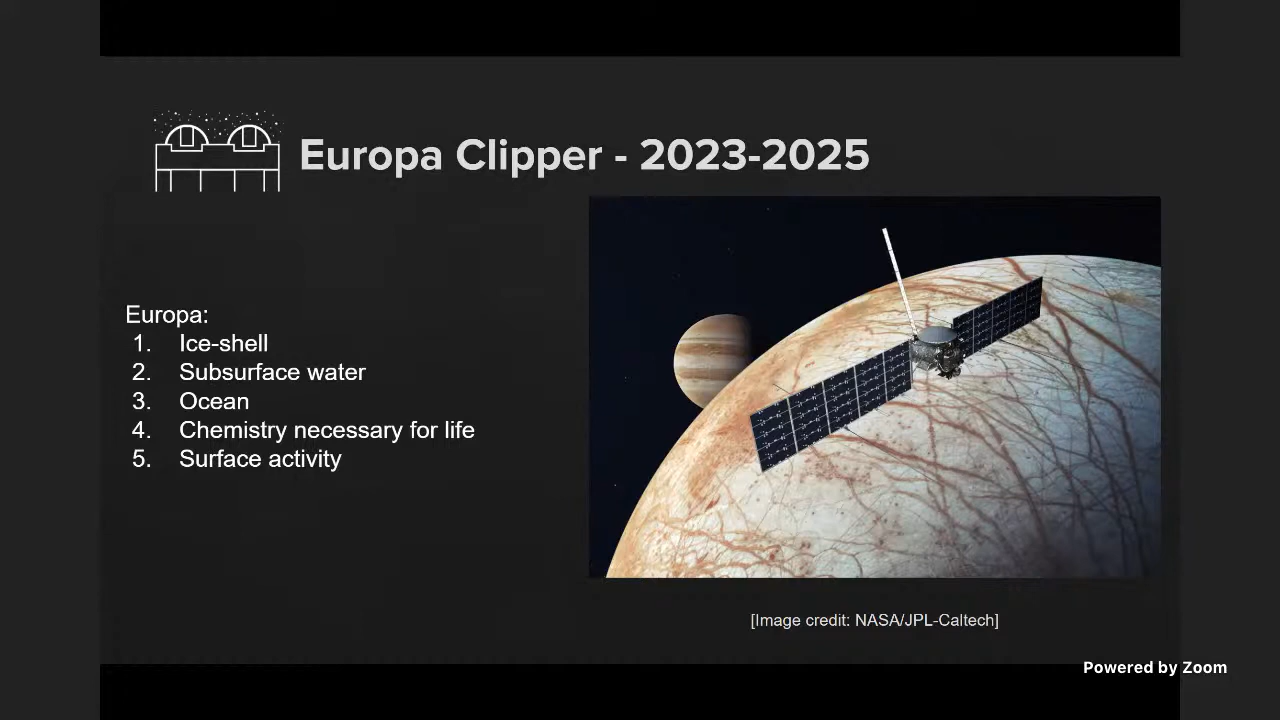 Europa Clipper - 2023-2025
Europa:
1. Ice-shell
2. Subsurface water
3. Ocean
4. Chemistry necessary for life
5. Surface activity
[Image credit: NASA/JPL-Caltech]
Powered by Zoom